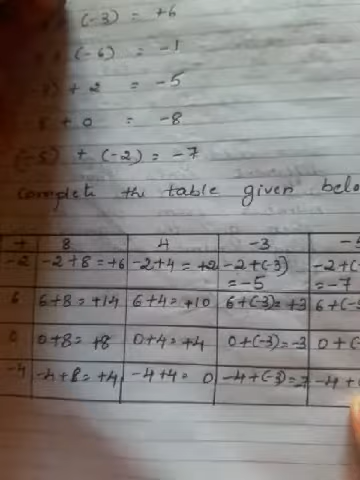 (-3) = +6
(-6) = -1
+ 2 = -5
+ 0 = -8
(-5) + (-2) = -7
Complete the table given belo
+ 8 4 -3
-2 -2+8=+6 -2+4=+2 -2+(-3) -2+(-
=-5 =-7
6 6+8=+14 6+4=+10 6+(-3)=+3 6+(-5
0 0+8=+8 0+4=+4 0+(-3)=-3 0+(-
-4 -4+8=+4 -4+4= 0 -4+(-3)=7 -4+